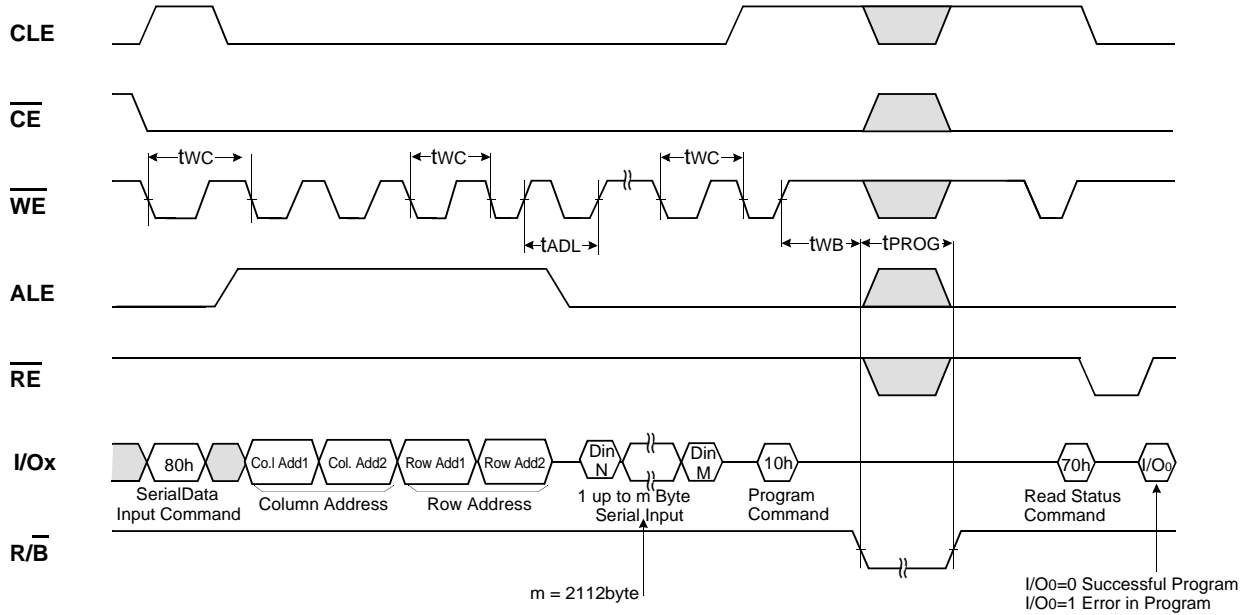 CLE
CE
tWC
tWC
tWC
WE
tADL
tWB
tPROG
ALE
RE
I/Ox
80h
Co.l Add1
Col. Add2
Row Add1
Row Add2
Din
N
Din
M
10h
70h
I/O0
SerialData
Input Command
Column Address
Row Address
1 up to m Byte
Serial Input
Program
Command
Read Status
Command
R/B
m = 2112byte
I/O0=0 Successful Program
I/O0=1 Error in Program